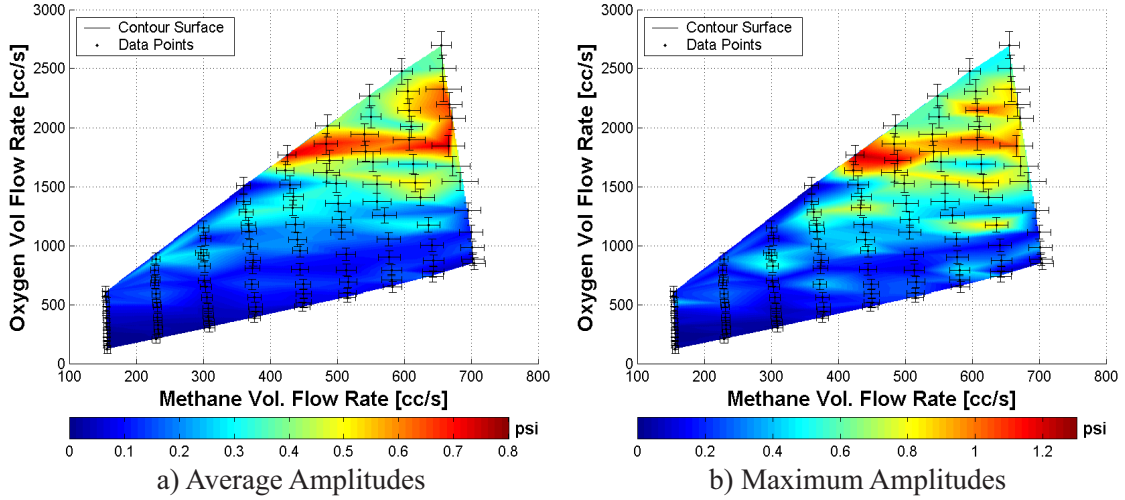 Contour Surface
Data Points
3000
2500
2000
1500
1000
500
0
Oxygen Vol Flow Rate [cc/s]
100 200 300 400 500 600 700 800
Methane Vol. Flow Rate [cc/s]
psi
0 0.1 0.2 0.3 0.4 0.5 0.6 0.7 0.8
a) Average Amplitudes
Contour Surface
Data Points
3000
2500
2000
1500
1000
500
0
Oxygen Vol Flow Rate [cc/s]
100 200 300 400 500 600 700 800
Methane Vol. Flow Rate [cc/s]
psi
0 0.2 0.4 0.6 0.8 1 1.2
b) Maximum Amplitudes